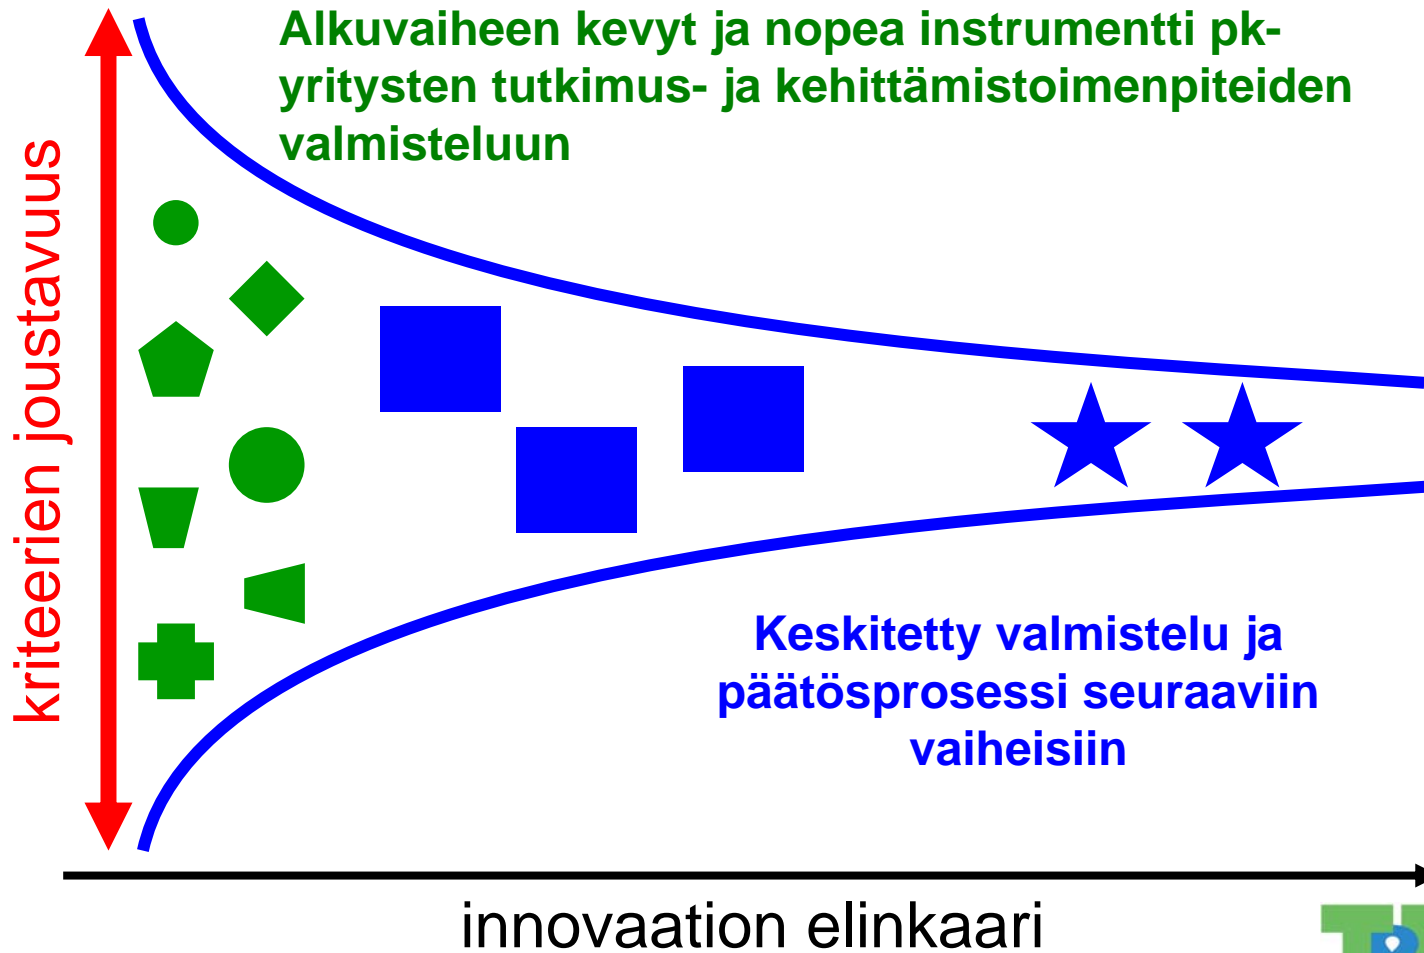 Alkuvaiheen kevyt ja nopea instrumentti pk-
yritysten tutkimus- ja kehittämistoimenpiteiden
valmisteluun
kriteerien joustavuus
Keskitetty valmistelu ja
päätösprosessi seuraaviin
vaiheisiin
innovaation elinkaari